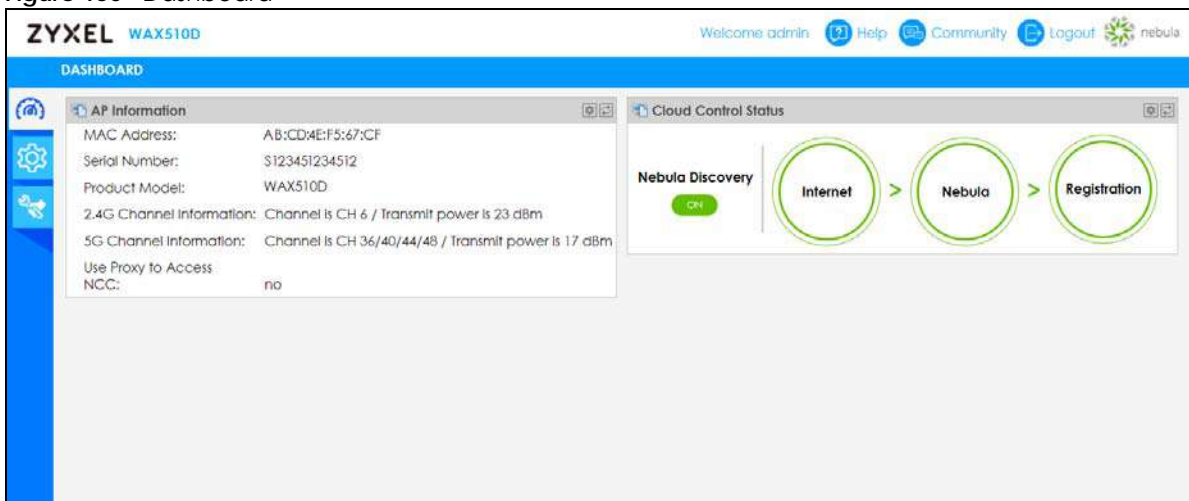 ZYXEL WAX510D
Welcome admin Help Community Logout nebula
DASHBOARD
AP Information
MAC Address: AB:CD:4E:F5:67:CF
Serial Number: S123451234512
Product Model: WAX510D
2.4G Channel Information: Channel is CH 6 / Transmit power is 23 dBm
5G Channel Information: Channel is CH 36/40/44/48 / Transmit power is 17 dBm
Use Proxy to Access
NCC: no
Cloud Control Status
Nebula Discovery
ON
Internet > Nebula > Registration